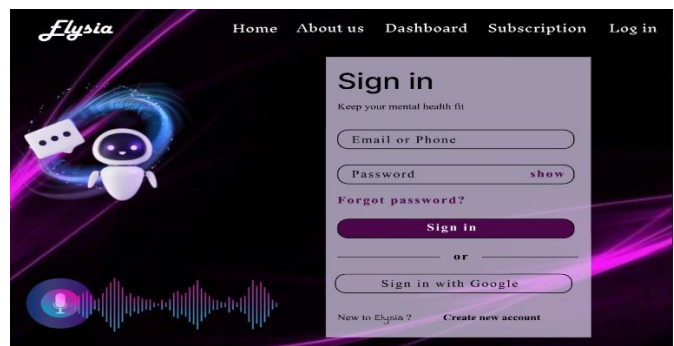 Elysia
Home About us Dashboard Subscription Log in
Sign in
Keep your mental health fit
Email or Phone
Password show
Forgot password?
Sign in
or
Sign in with Google
New to Elysia ? Create new account